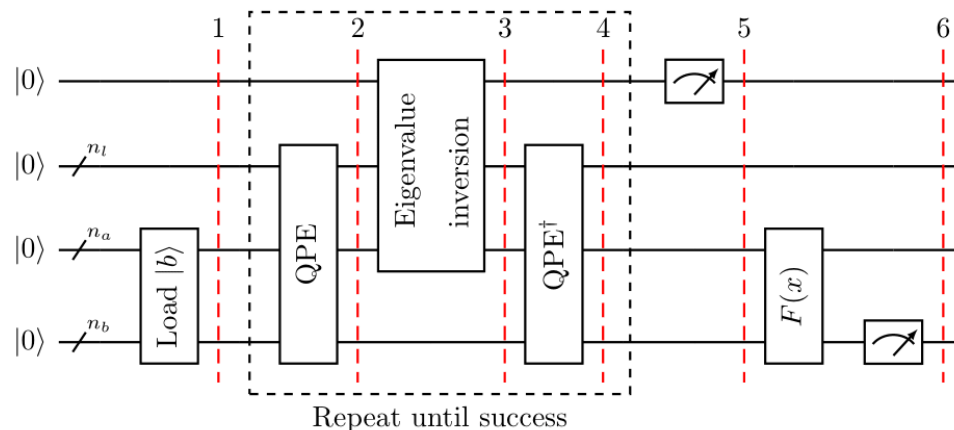 1 2 3 4 5 6
|0⟩
|0⟩ n_l
|0⟩ n_a
|0⟩ n_b
Load |b⟩
QPE
Eigenvalue
inversion
QPE†
F(x)
Repeat until success